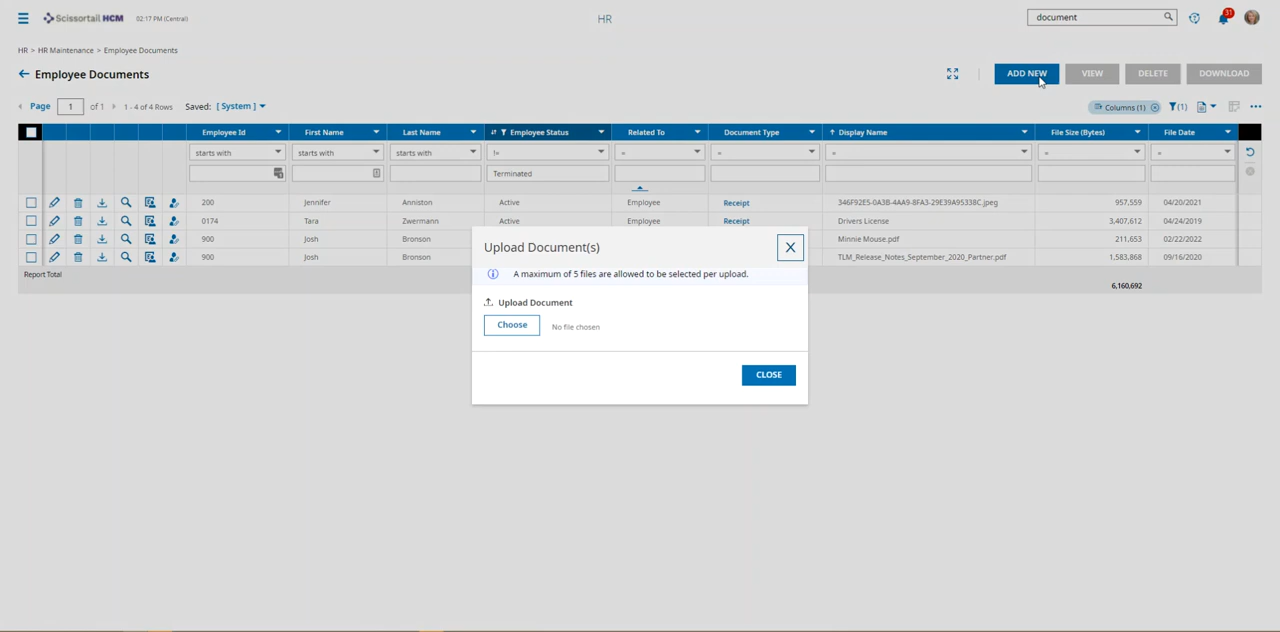 Scissortail HCM 02:17 PM (Central) HR document 31
HR > HR Maintenance > Employee Documents
Employee Documents ADD NEW VIEW DELETE DOWNLOAD
Page 1 of 1 1 - 4 of 4 Rows Saved: [ System ] Columns (1) (1)
Employee Id First Name Last Name Employee Status Related To Document Type Display Name File Size (Bytes) File Date
starts with starts with starts with != = = = = =
Terminated
200 Jennifer Anniston Active Employee Receipt 346F92E5-0A3B-4AA9-8FA3-29E39A95338C.jpeg 957,559 04/20/2021
0174 Tara Zwermann Active Employee Receipt Drivers License 3,407,612 04/24/2019
900 Josh Bronson Minnie Mouse.pdf 211,653 02/22/2022
900 Josh Bronson TLM_Release_Notes_September_2020_Partner.pdf 1,583,868 09/16/2020
Report Total 6,160,692
Upload Document(s)
A maximum of 5 files are allowed to be selected per upload.
Upload Document
Choose No file chosen
CLOSE